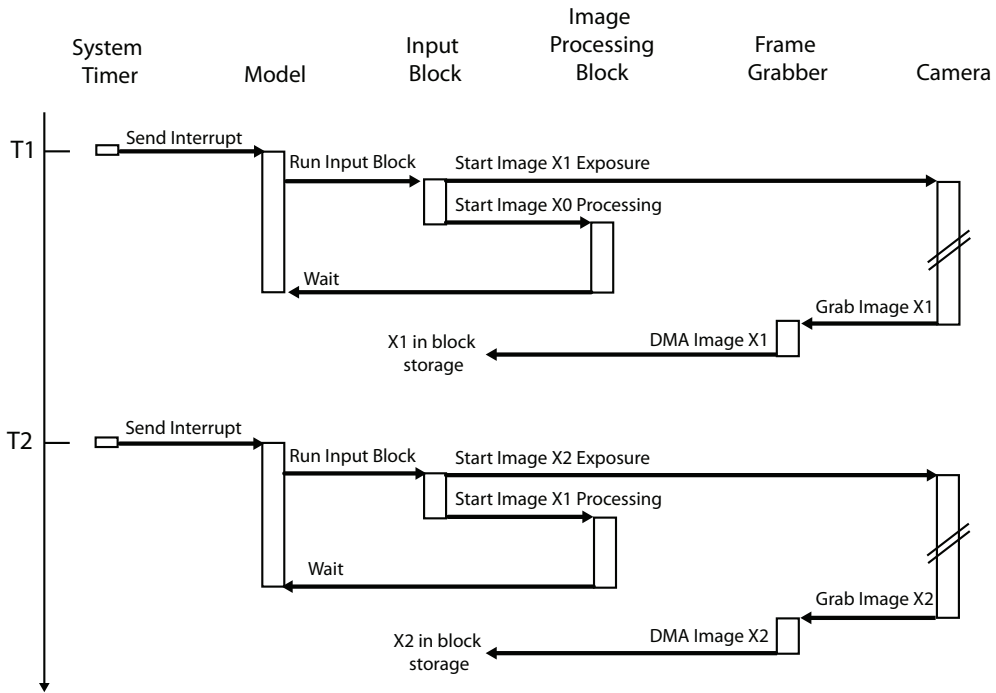 System
Timer
Model
Input
Block
Image
Processing
Block
Frame
Grabber
Camera
T1
Send Interrupt
Run Input Block
Start Image X1 Exposure
Start Image X0 Processing
Wait
Grab Image X1
DMA Image X1
X1 in block
storage
T2
Send Interrupt
Run Input Block
Start Image X2 Exposure
Start Image X1 Processing
Wait
Grab Image X2
DMA Image X2
X2 in block
storage